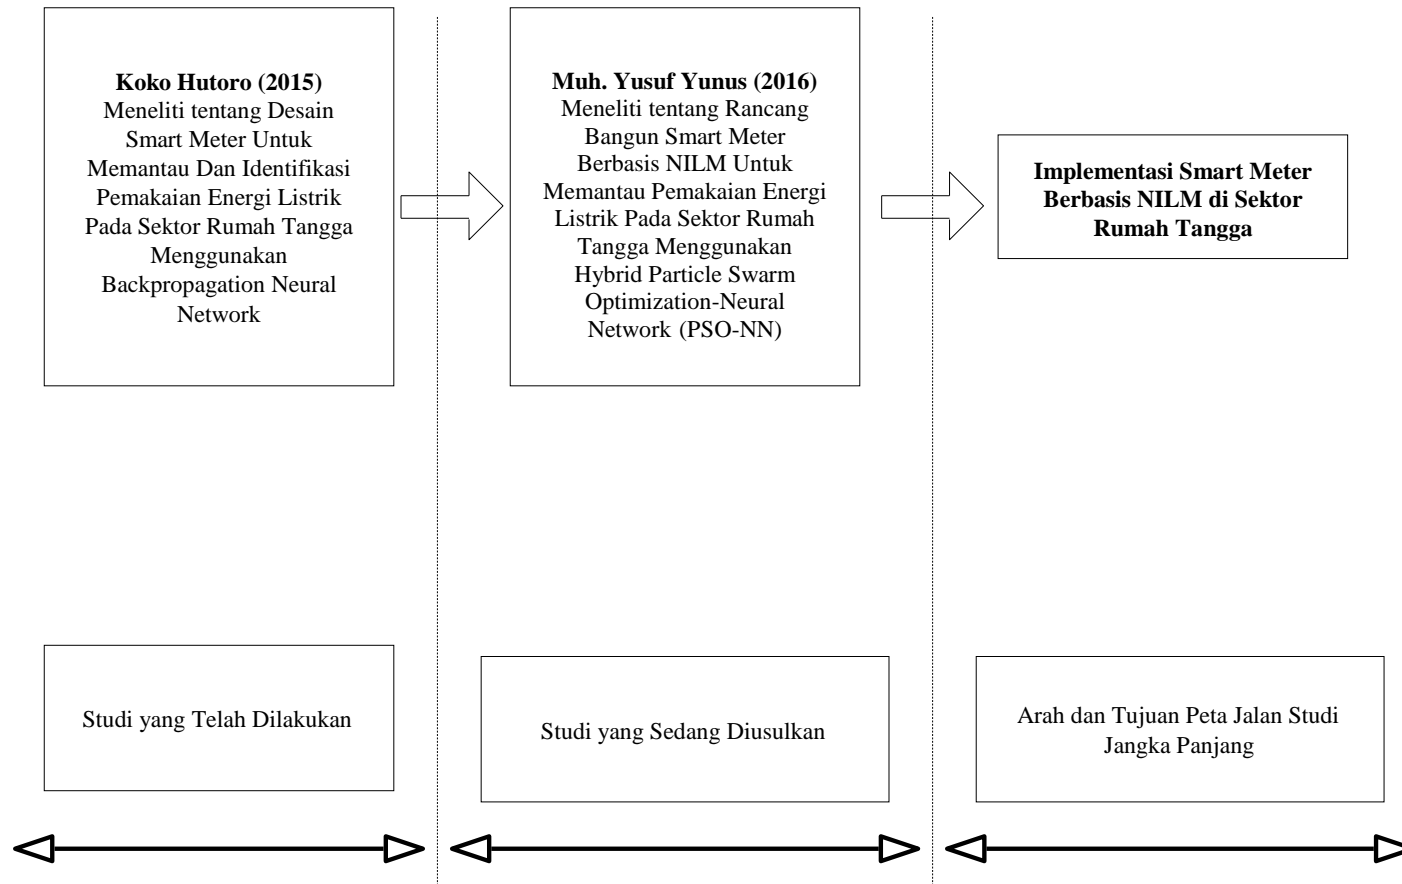 Koko Hutoro (2015)
Meneliti tentang Desain
Smart Meter Untuk
Memantau Dan Identifikasi
Pemakaian Energi Listrik
Pada Sektor Rumah Tangga
Menggunakan
Backpropagation Neural
Network
Muh. Yusuf Yunus (2016)
Meneliti tentang Rancang
Bangun Smart Meter
Berbasis NILM Untuk
Memantau Pemakaian Energi
Listrik Pada Sektor Rumah
Tangga Menggunakan
Hybrid Particle Swarm
Optimization-Neural
Network (PSO-NN)
Implementasi Smart Meter
Berbasis NILM di Sektor
Rumah Tangga
Studi yang Telah Dilakukan
Studi yang Sedang Diusulkan
Arah dan Tujuan Peta Jalan Studi
Jangka Panjang